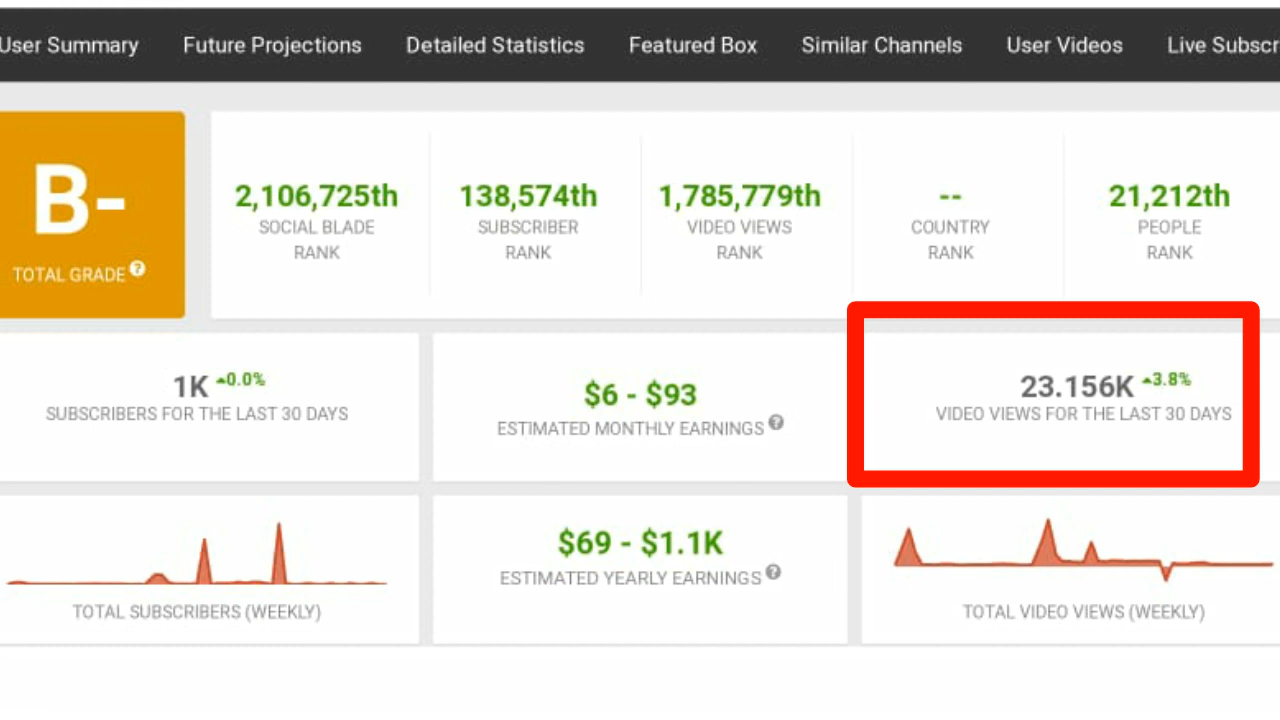 User Summary Future Projections Detailed Statistics Featured Box Similar Channels User Videos Live Subscr
B-
TOTAL GRADE ?
2,106,725th
SOCIAL BLADE
RANK
138,574th
SUBSCRIBER
RANK
1,785,779th
VIDEO VIEWS
RANK
--
COUNTRY
RANK
21,212th
PEOPLE
RANK
1K 0.0%
SUBSCRIBERS FOR THE LAST 30 DAYS
$6 - $93
ESTIMATED MONTHLY EARNINGS ?
23.156K 3.8%
VIDEO VIEWS FOR THE LAST 30 DAYS
TOTAL SUBSCRIBERS (WEEKLY)
$69 - $1.1K
ESTIMATED YEARLY EARNINGS ?
TOTAL VIDEO VIEWS (WEEKLY)